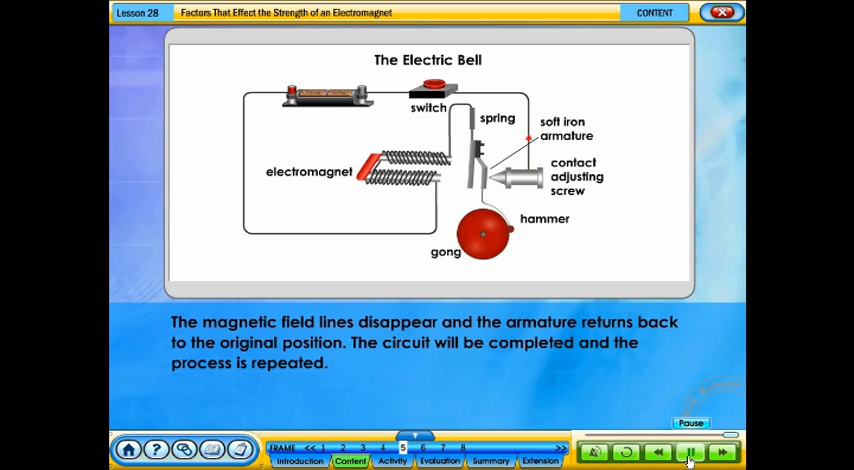 Lesson 28
Factors That Effect the Strength of an Electromagnet
CONTENT
The Electric Bell
switch
spring
soft iron
armature
electromagnet
contact
adjusting
screw
hammer
gong
The magnetic field lines disappear and the armature returns back
to the original position. The circuit will be completed and the
process is repeated.
Pause
FRAME << 1 2 3 4 5 6 7 8 >>
Introduction Content Activity Evaluation Summary Extension